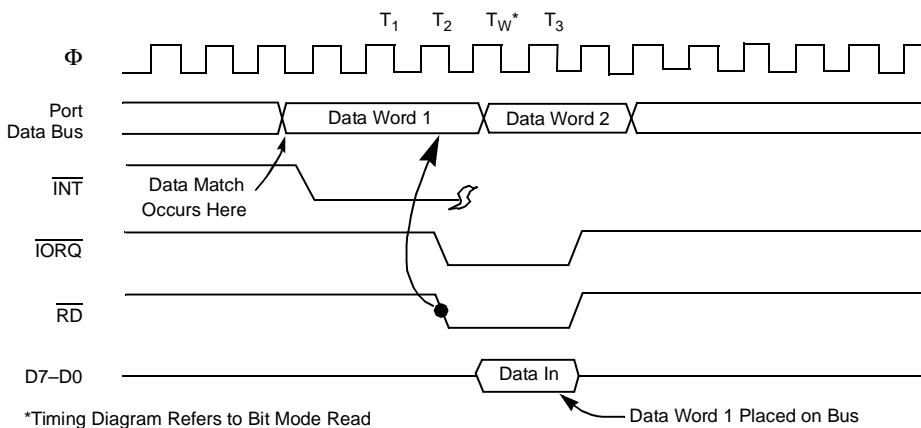 T1 T2 TW* T3
Φ
Port
Data Bus
Data Word 1 Data Word 2
INT
Data Match
Occurs Here
IORQ
RD
D7–D0
Data In
*Timing Diagram Refers to Bit Mode Read
Data Word 1 Placed on Bus